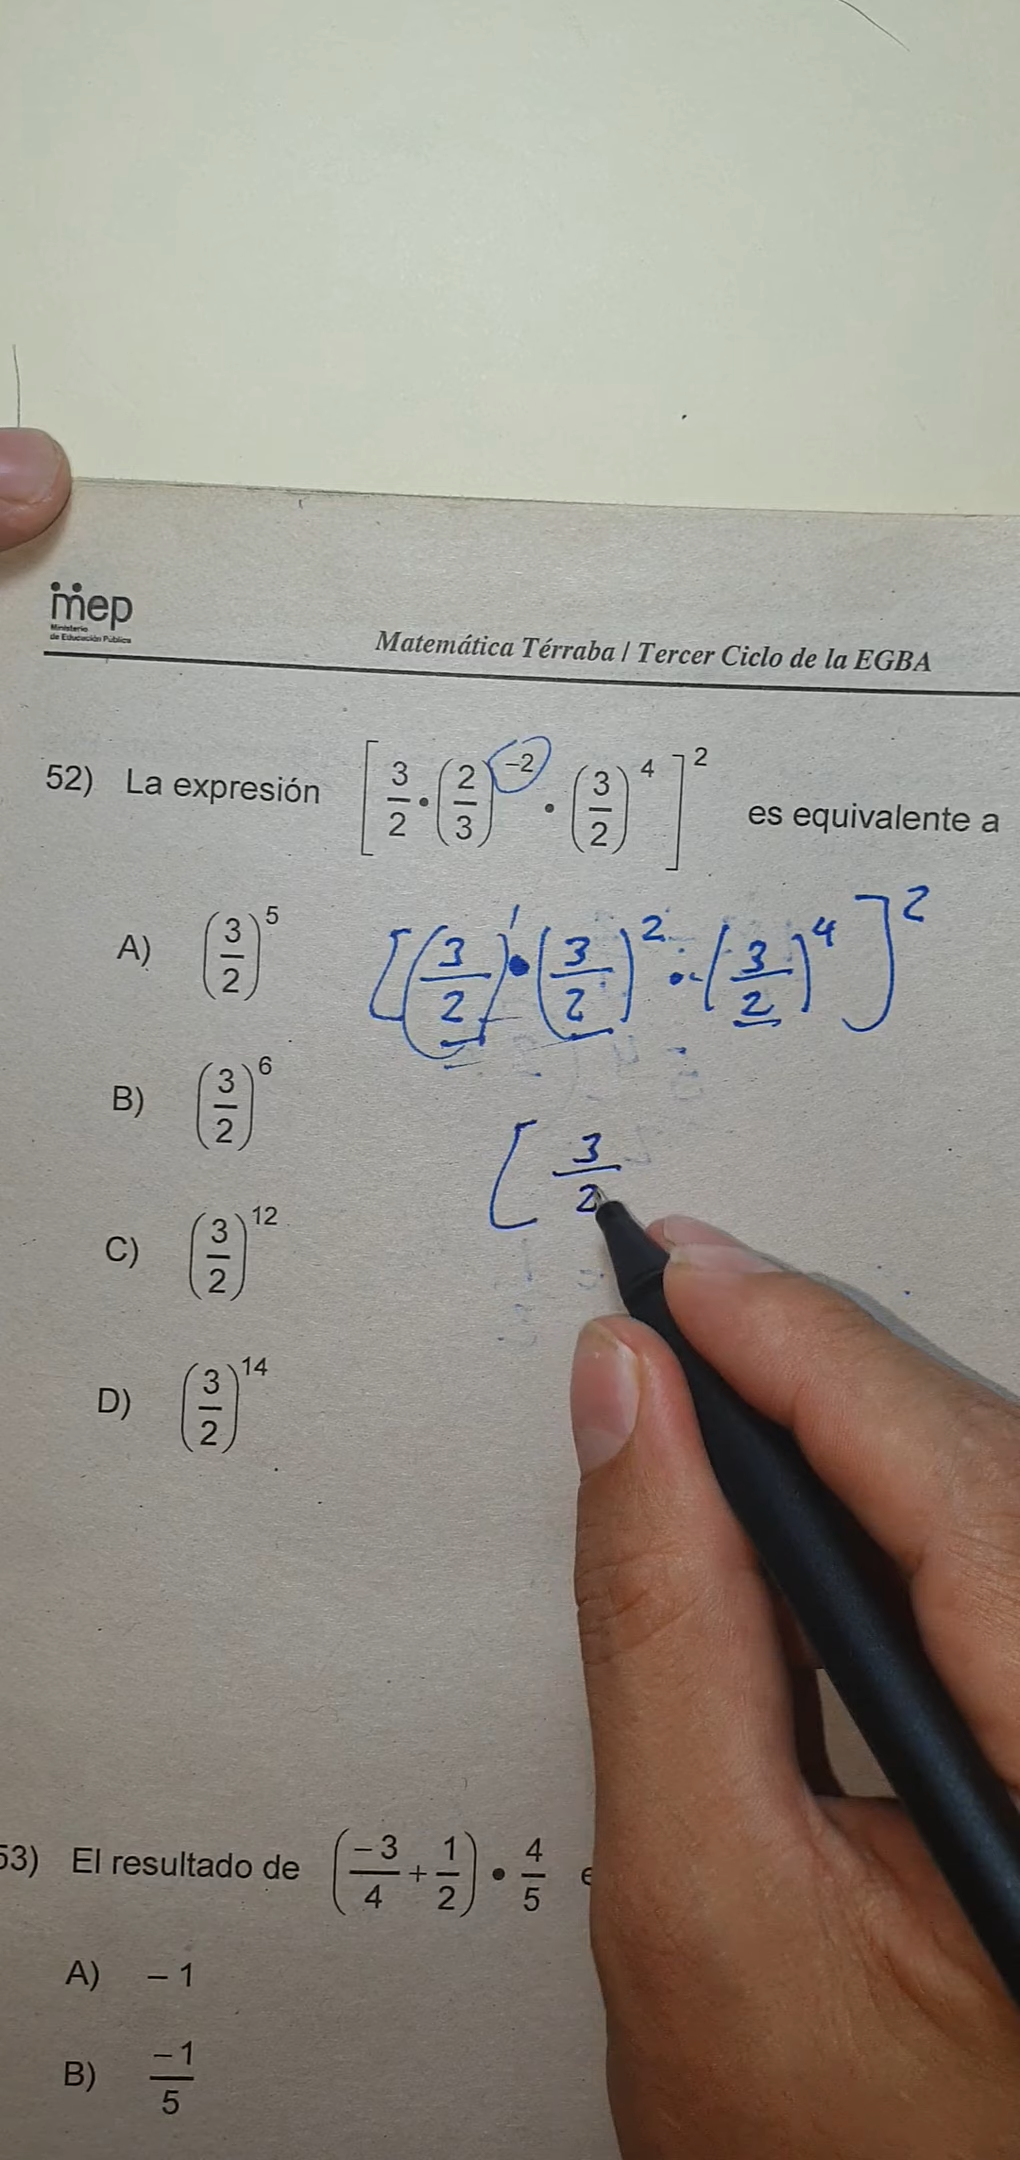 mep
Ministerio
de Educación Pública
Matemática Térraba / Tercer Ciclo de la EGBA
52) La expresión [ 3/2 • (2/3)^-2 • (3/2)^4 ]^2 es equivalente a
A) (3/2)^5
[(3/2)^1 • (3/2)^2 • (3/2)^4]^2
B) (3/2)^6
[ 3/2
C) (3/2)^12
D) (3/2)^14
53) El resultado de (-3/4 + 1/2) • 4/5
A) – 1
B) -1/5